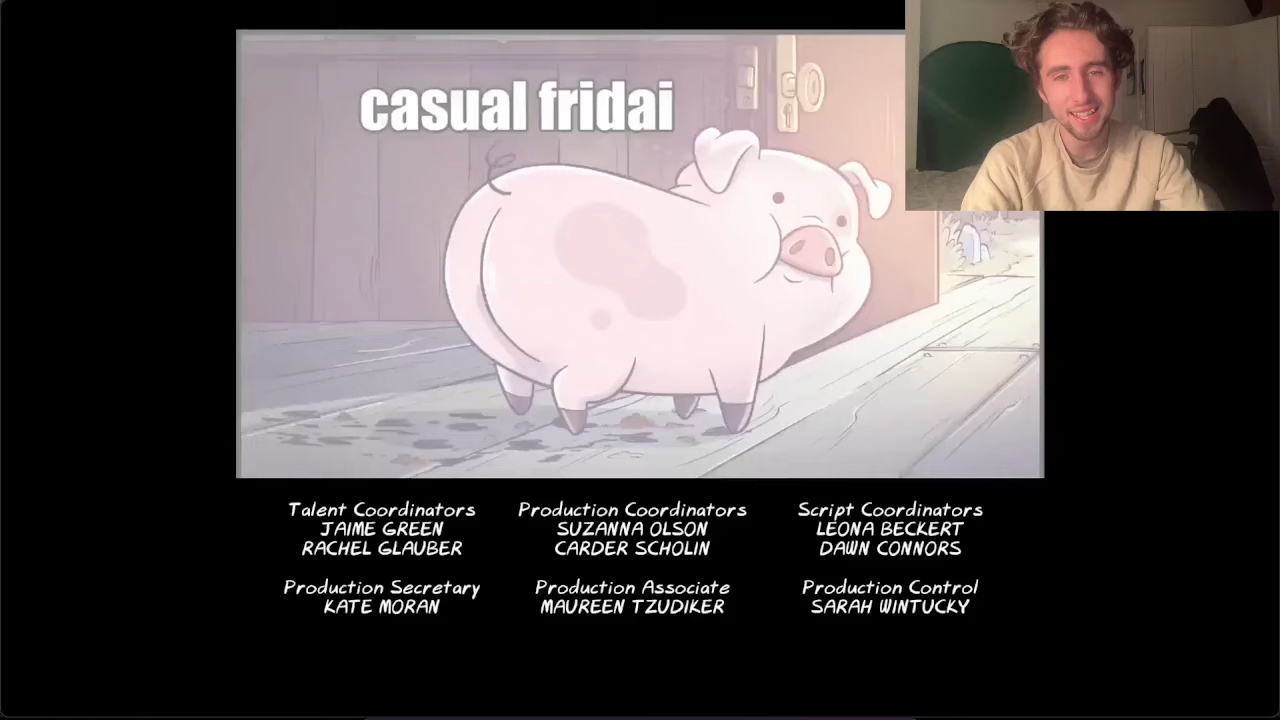 casual fridai
Talent Coordinators
JAIME GREEN
RACHEL GLAUBER
Production Coordinators
SUZANNA OLSON
CARDER SCHOLIN
Script Coordinators
LEONA BECKERT
DAWN CONNORS
Production Secretary
KATE MORAN
Production Associate
MAUREEN TZUDIKER
Production Control
SARAH WINTUCKY